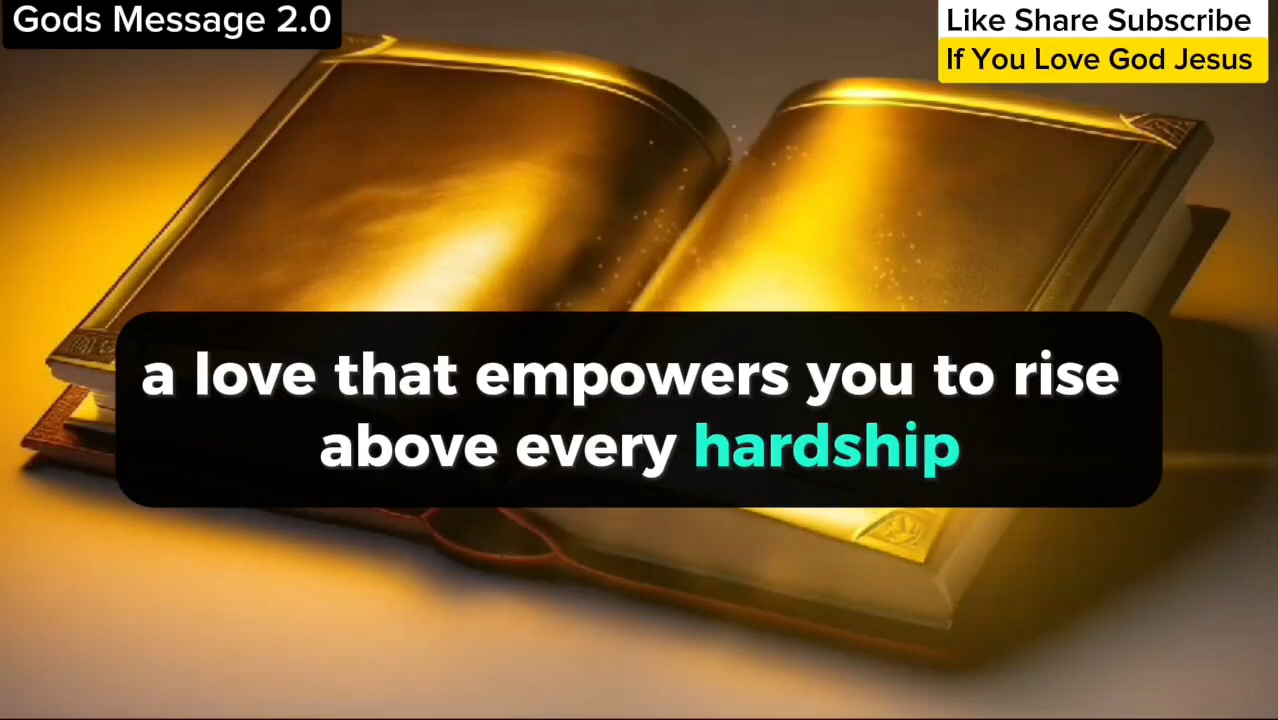 Gods Message 2.0
Like Share Subscribe
If You Love God Jesus
a love that empowers you to rise
above every hardship